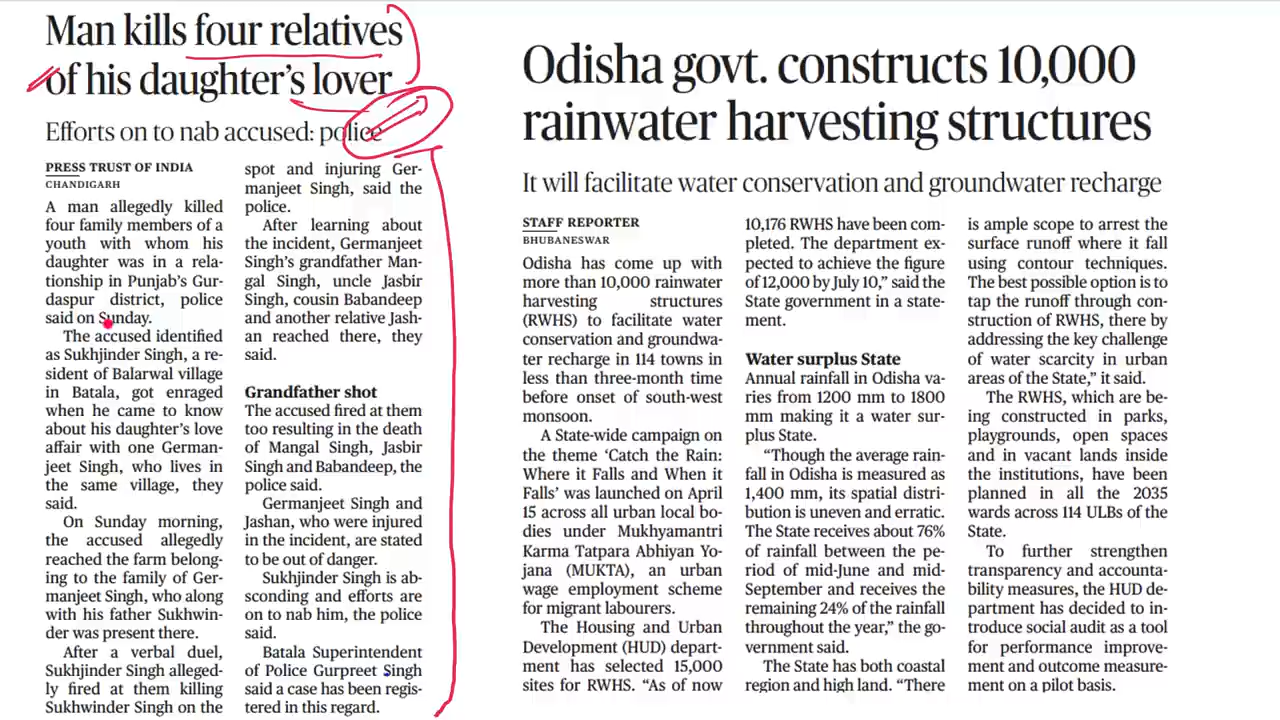 Man kills four relatives
of his daughter's lover
Efforts on to nab accused: police
PRESS TRUST OF INDIA
CHANDIGARH
A man allegedly killed
four family members of a
youth with whom his
daughter was in a rela-
tionship in Punjab's Gur-
daspur district, police
said on Sunday.
The accused identified
as Sukhjinder Singh, a re-
sident of Balarwal village
in Batala, got enraged
when he came to know
about his daughter's love
affair with one German-
jeet Singh, who lives in
the same village, they
said.
On Sunday morning,
the accused allegedly
reached the farm belong-
ing to the family of Ger-
manjeet Singh, who along
with his father Sukhwin-
der was present there.
After a verbal duel,
Sukhjinder Singh alleged-
ly fired at them killing
Sukhwinder Singh on the
spot and injuring Ger-
manjeet Singh, said the
police.
After learning about
the incident, Germanjeet
Singh's grandfather Man-
gal Singh, uncle Jasbir
Singh, cousin Babandeep
and another relative Jash-
an reached there, they
said.
Grandfather shot
The accused fired at them
too resulting in the death
of Mangal Singh, Jasbir
Singh and Babandeep, the
police said.
Germanjeet Singh and
Jashan, who were injured
in the incident, are stated
to be out of danger.
Sukhjinder Singh is ab-
sconding and efforts are
on to nab him, the police
said.
Batala Superintendent
of Police Gurpreet Singh
said a case has been regis-
tered in this regard.
Odisha govt. constructs 10,000
rainwater harvesting structures
It will facilitate water conservation and groundwater recharge
STAFF REPORTER
BHUBANESWAR
Odisha has come up with
more than 10,000 rainwater
harvesting structures
(RWHS) to facilitate water
conservation and groundwa-
ter recharge in 114 towns in
less than three-month time
before onset of south-west
monsoon.
A State-wide campaign on
the theme 'Catch the Rain:
Where it Falls and When it
Falls' was launched on April
15 across all urban local bo-
dies under Mukhyamantri
Karma Tatpara Abhiyan Yo-
jana (MUKTA), an urban
wage employment scheme
for migrant labourers.
The Housing and Urban
Development (HUD) depart-
ment has selected 15,000
sites for RWHS. "As of now
10,176 RWHS have been com-
pleted. The department ex-
pected to achieve the figure
of 12,000 by July 10," said the
State government in a state-
ment.
Water surplus State
Annual rainfall in Odisha va-
ries from 1200 mm to 1800
mm making it a water sur-
plus State.
"Though the average rain-
fall in Odisha is measured as
1,400 mm, its spatial distri-
bution is uneven and erratic.
The State receives about 76%
of rainfall between the pe-
riod of mid-June and mid-
September and receives the
remaining 24% of the rainfall
throughout the year," the go-
vernment said.
The State has both coastal
region and high land. "There
is ample scope to arrest the
surface runoff where it fall
using contour techniques.
The best possible option is to
tap the runoff through con-
struction of RWHS, there by
addressing the key challenge
of water scarcity in urban
areas of the State," it said.
The RWHS, which are be-
ing constructed in parks,
playgrounds, open spaces
and in vacant lands inside
the institutions, have been
planned in all the 2035
wards across 114 ULBs of the
State.
To further strengthen
transparency and accounta-
bility measures, the HUD de-
partment has decided to in-
troduce social audit as a tool
for performance improve-
ment and outcome measure-
ment on a pilot basis.